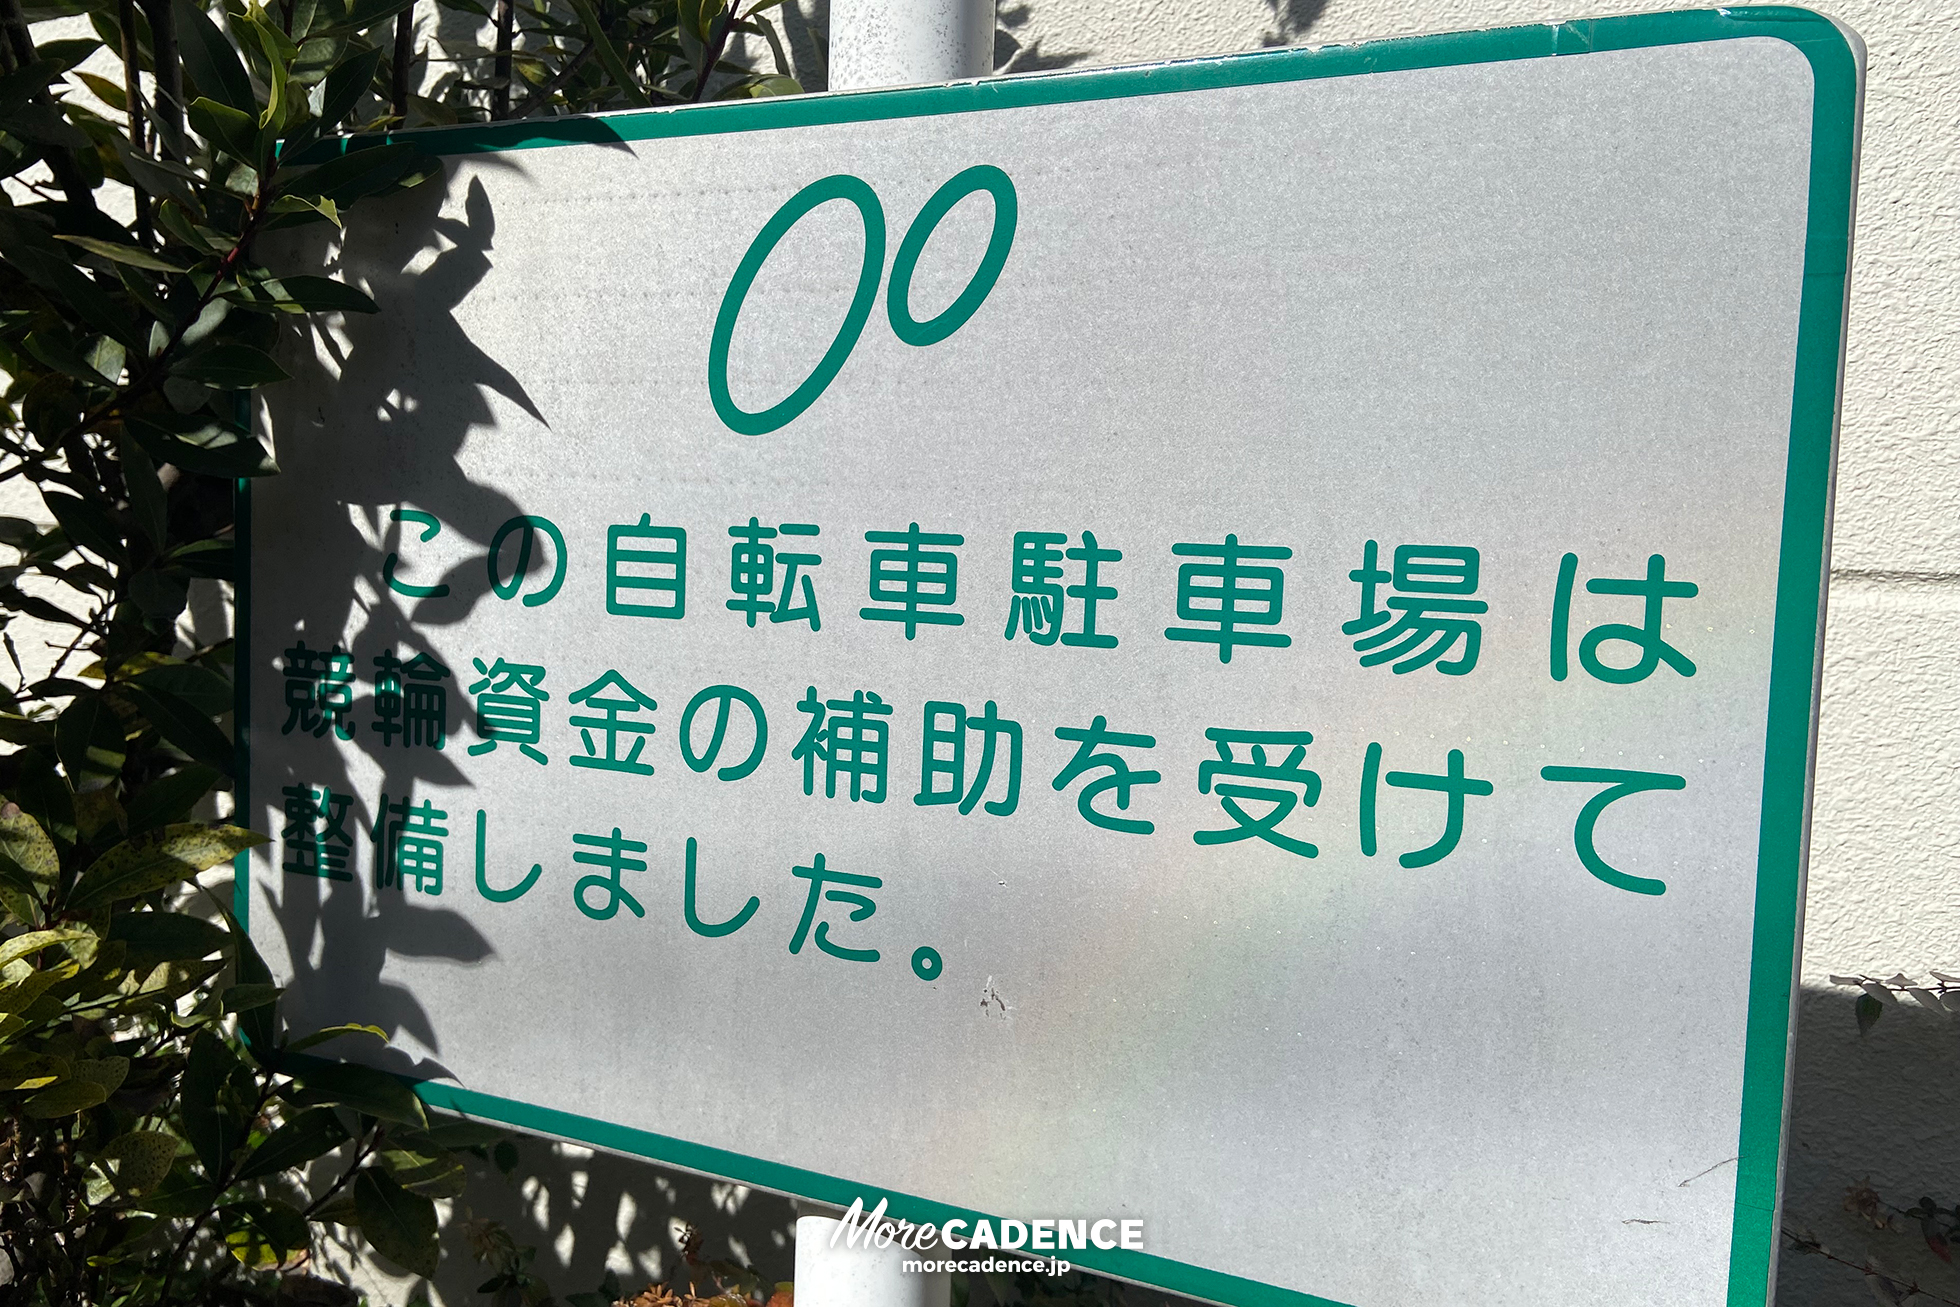 この自転車駐車場は
競輪資金の補助を受けて
整備しました。
More CADENCE
morecadence.jp